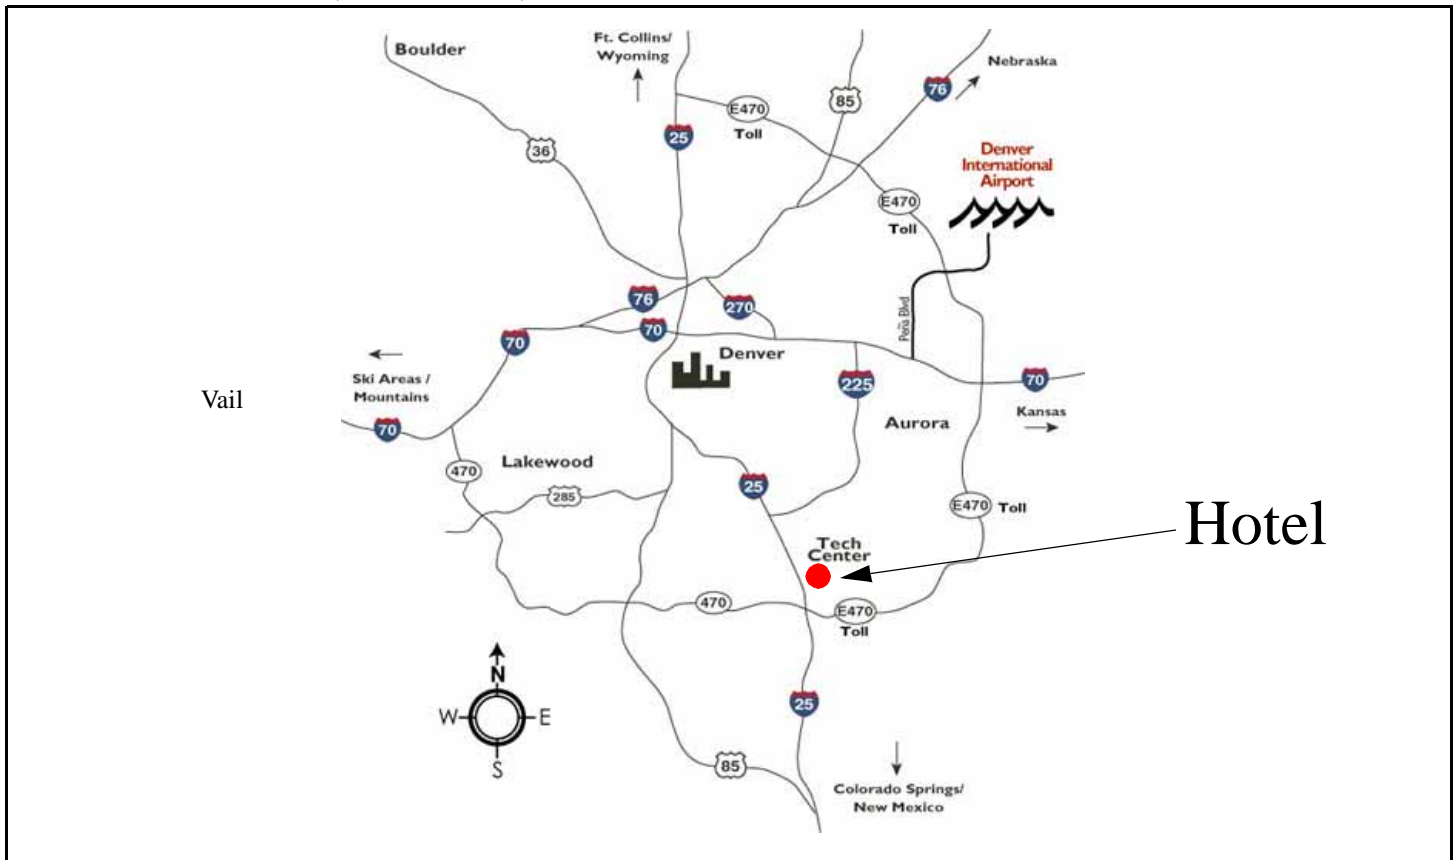 Boulder
Ft. Collins/
Wyoming
Nebraska
76
85
E470
Toll
25
36
Denver
International
Airport
E470
Toll
76
270
Peña Blvd
70
70
Denver
Ski Areas /
Mountains
225
70
Vail
Kansas
70
Aurora
Lakewood
470
285
25
E470 Toll
Hotel
Tech
Center
470
E470
Toll
N
W E
S
25
85
Colorado Springs/
New Mexico